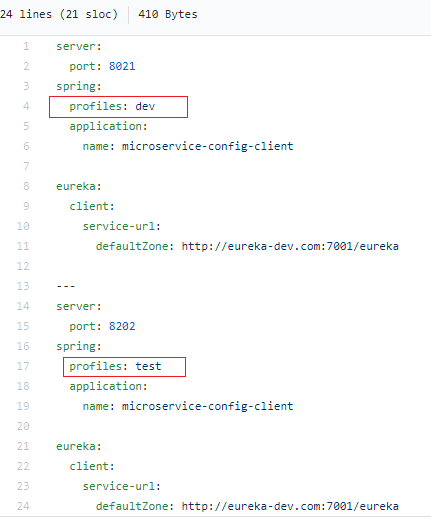 24 lines (21 sloc) 410 Bytes
1 server:
2   port: 8021
3 spring:
4   profiles: dev
5   application:
6     name: microservice-config-client
7
8 eureka:
9   client:
10     service-url:
11       defaultZone: http://eureka-dev.com:7001/eureka
12
13 ---
14 server:
15   port: 8202
16 spring:
17   profiles: test
18   application:
19     name: microservice-config-client
20
21 eureka:
22   client:
23     service-url:
24       defaultZone: http://eureka-dev.com:7001/eureka